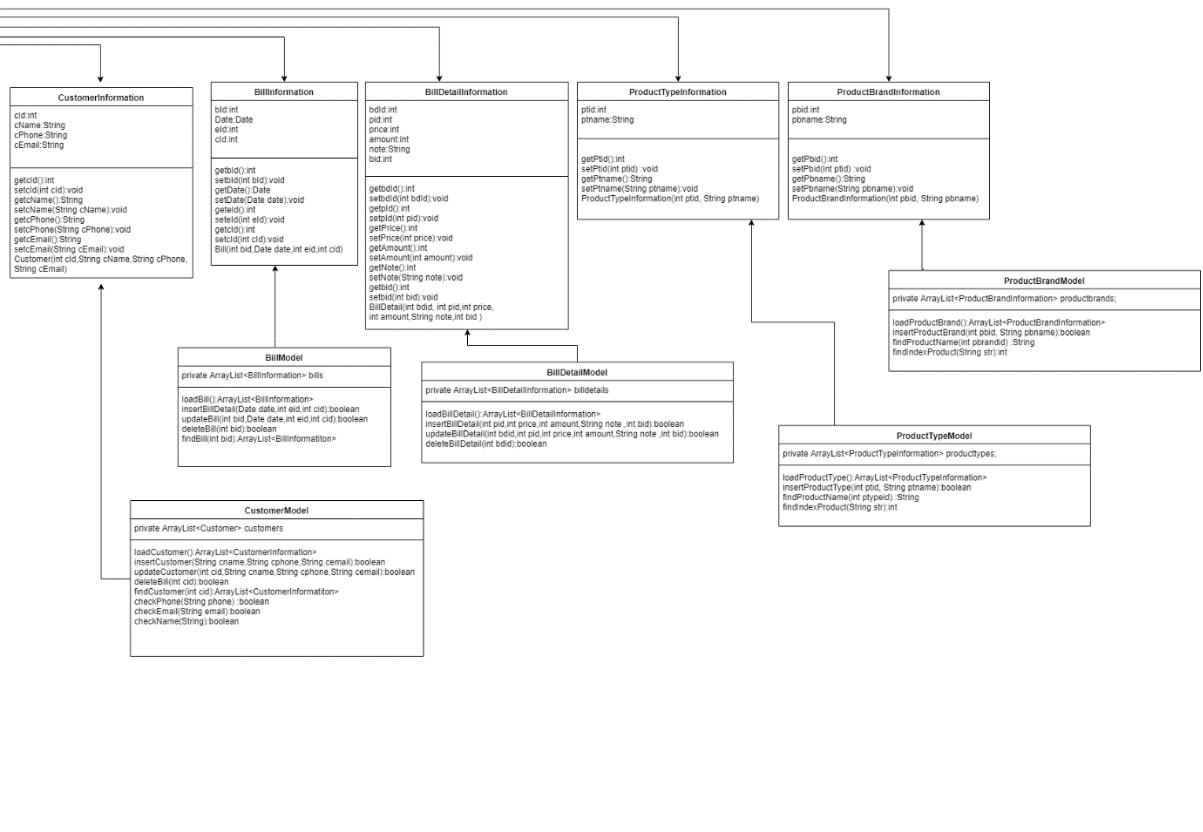 CustomerInformation
cId:int
cName:String
cPhone:String
cEmail:String
getcId():int
setcId(int cId):void
getcName():String
setcName(String cName):void
getcPhone():String
setcPhone(String cPhone):void
getcEmail():String
setcEmail(String cEmail):void
Customer(int cId,String cName,String cPhone,
String cEmail)
BillInformation
bId:int
Date:Date
eId:int
cId:int
getbId():int
setbId(int bId):void
getDate():Date
setDate(Date date):void
geteId():int
seteId(int eId):void
getcId():int
setcId(int cId):void
Bill(int bid,Date date,int eid,int cid)
BillDetailInformation
bdId:int
pid:int
price:int
amount:int
note:String
bid:int
getbdId():int
setbdId(int bdId):void
getpId():int
setpId(int pid):void
getPrice():int
setPrice(int price):void
getAmount():int
setAmount(int amount):void
getNote():int
setNote(String note):void
getbid():int
setbid(int bid):void
BillDetail(int bdid, int pid,int price,
int amount,String note,int bid )
ProductTypeInformation
ptid:int
ptname:String
getPtid():int
setPtid(int ptid) :void
getPtname():String
setPtname(String ptname):void
ProductTypeInformation(int ptid, String ptname)
ProductBrandInformation
pbid:int
pbname:String
getPbid():int
setPbid(int ptid) :void
getPbname():String
setPbname(String pbname):void
ProductBrandInformation(int pbid, String pbname)
ProductBrandModel
private ArrayList<ProductBrandInformation> productbrands;
loadProductBrand():ArrayList<ProductBrandInformation>
insertProductBrand(int pbid, String pbname):boolean
findProductName(int pbrandid) :String
findIndexProduct(String str):int
BillModel
private ArrayList<BillInformation> bills
loadBill():ArrayList<BillInformation>
insertBillDetail(Date date,int eid,int cid):boolean
updateBill(int bid,Date date,int eid,int cid):boolean
deleteBill(int bid):boolean
findBill(int bid):ArrayList<BillInformatiton>
BillDetailModel
private ArrayList<BillDetailInformation> billdetails
loadBillDetail():ArrayList<BillDetailInformation>
insertBillDetail(int pid,int price,int amount,String note ,int bid):boolean
updateBillDetail(int bdid,int pid,int price,int amount,String note ,int bid):boolean
deleteBillDetail(int bdid):boolean
ProductTypeModel
private ArrayList<ProductTypeInformation> producttypes;
loadProductType():ArrayList<ProductTypeInformation>
insertProductType(int ptid, String ptname):boolean
findProductName(int ptypeid) :String
findIndexProduct(String str):int
CustomerModel
private ArrayList<Customer> customers
loadCustomer():ArrayList<CustomerInformation>
insertCustomer(String cname,String cphone,String cemail):boolean
updateCustomer(int cid,String cname,String cphone,String cemail):boolean
deleteBill(int cid):boolean
findCustomer(int cid):ArrayList<CustomerInformatiton>
checkPhone(String phone) :boolean
checkEmail(String email):boolean
checkName(String):boolean